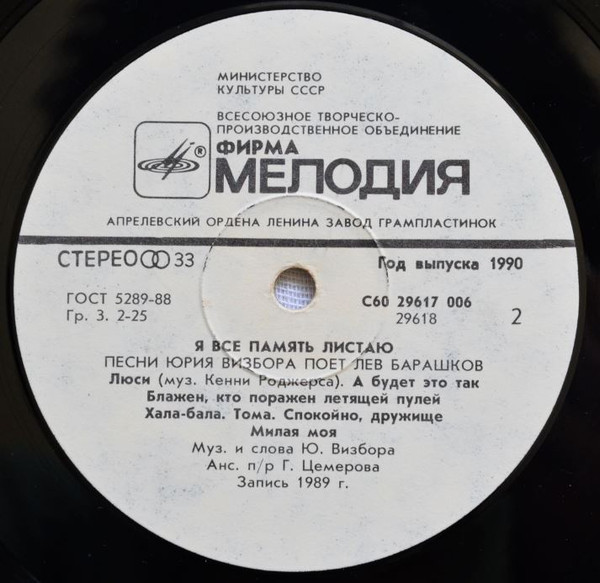 МИНИСТЕРСТВО
КУЛЬТУРЫ СССР
ВСЕСОЮЗНОЕ ТВОРЧЕСКО-
ПРОИЗВОДСТВЕННОЕ ОБЪЕДИНЕНИЕ
ФИРМА
® МЕЛОДИЯ
АПРЕЛЕВСКИЙ ОРДЕНА ЛЕНИНА ЗАВОД ГРАМПЛАСТИНОК
СТЕРЕО 33 Год выпуска 1990
ГОСТ 5289-88 С60 29617 006
Гр. 3. 2-25 29618 2
Я ВСЕ ПАМЯТЬ ЛИСТАЮ
ПЕСНИ ЮРИЯ ВИЗБОРА ПОЕТ ЛЕВ БАРАШКОВ
Люси (муз. Кенни Роджерса). А будет это так
Блажен, кто поражен летящей пулей
Хала-бала. Тома. Спокойно, дружище
Милая моя
Муз. и слова Ю. Визбора
Анс. п/р Г. Цемерова
Запись 1989 г.